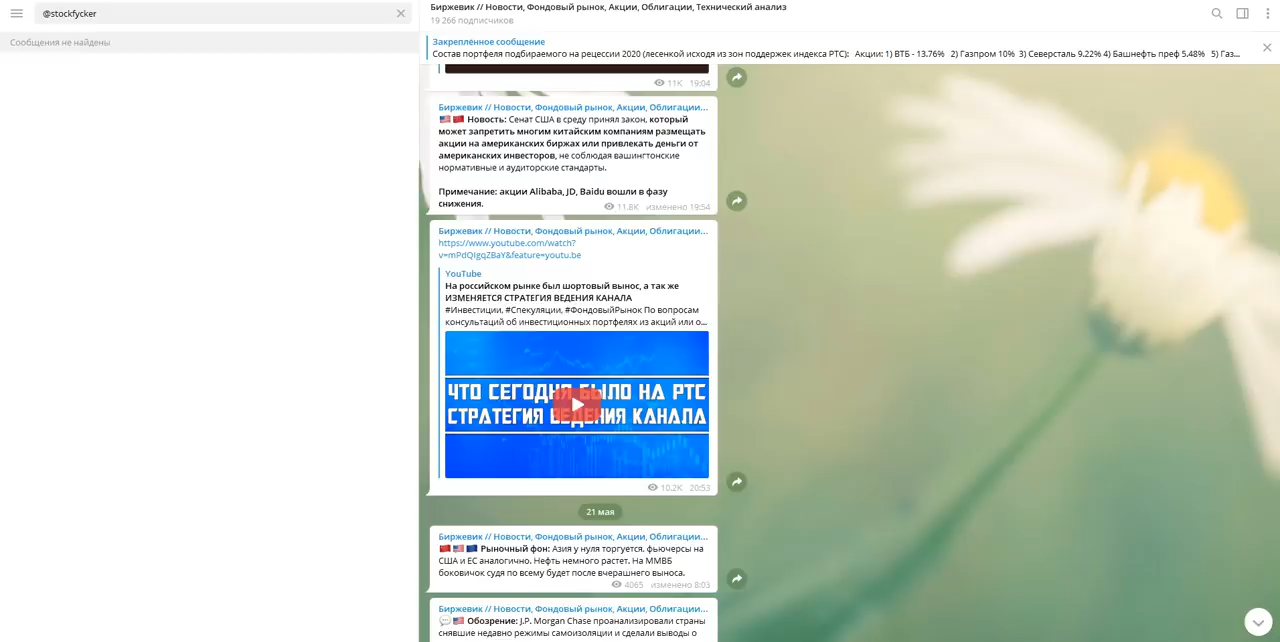 @stockfycker
Сообщения не найдены
Биржевик // Новости, Фондовый рынок, Акции, Облигации, Технический анализ
19 266 подписчиков
Закреплённое сообщение
Состав портфеля подбираемого на рецессии 2020 (лесенкой исходя из зон поддержек индекса РТС): Акции: 1) ВТБ - 13.76% 2) Газпром 10% 3) Северсталь 9.22% 4) Башнефть преф 5.48% 5) Газ...
11K 19:04
Биржевик // Новости, Фондовый рынок, Акции, Облигации...
Новость: Сенат США в среду принял закон, который
может запретить многим китайским компаниям размещать
акции на американских биржах или привлекать деньги от
американских инвесторов, не соблюдая вашингтонские
нормативные и аудиторские стандарты.
Примечание: акции Alibaba, JD, Baidu вошли в фазу
снижения.
11.8K изменено 19:54
Биржевик // Новости, Фондовый рынок, Акции, Облигации...
https://www.youtube.com/watch?
v=mPdQIgqZBaY&feature=youtu.be
YouTube
На российском рынке был шортовый вынос, а так же
ИЗМЕНЯЕТСЯ СТРАТЕГИЯ ВЕДЕНИЯ КАНАЛА
#Инвестиции, #Спекуляции, #ФондовыйРынок По вопросам
консультаций об инвестиционных портфелях из акций или о...
ЧТО СЕГОДНЯ БЫЛО НА РТС
СТРАТЕГИЯ ВЕДЕНИЯ КАНАЛА
10.2K 20:53
21 мая
Биржевик // Новости, Фондовый рынок, Акции, Облигации...
Рыночный фон: Азия у нуля торгуется, фьючерсы на
США и ЕС аналогично. Нефть немного растет. На ММВБ
боковичок судя по всему будет после вчерашнего выноса.
4065 изменено 8:03
Биржевик // Новости, Фондовый рынок, Акции, Облигации...
Обозрение: J.P. Morgan Chase проанализировали страны
снявшие недавно режимы самоизоляции и сделали выводы о